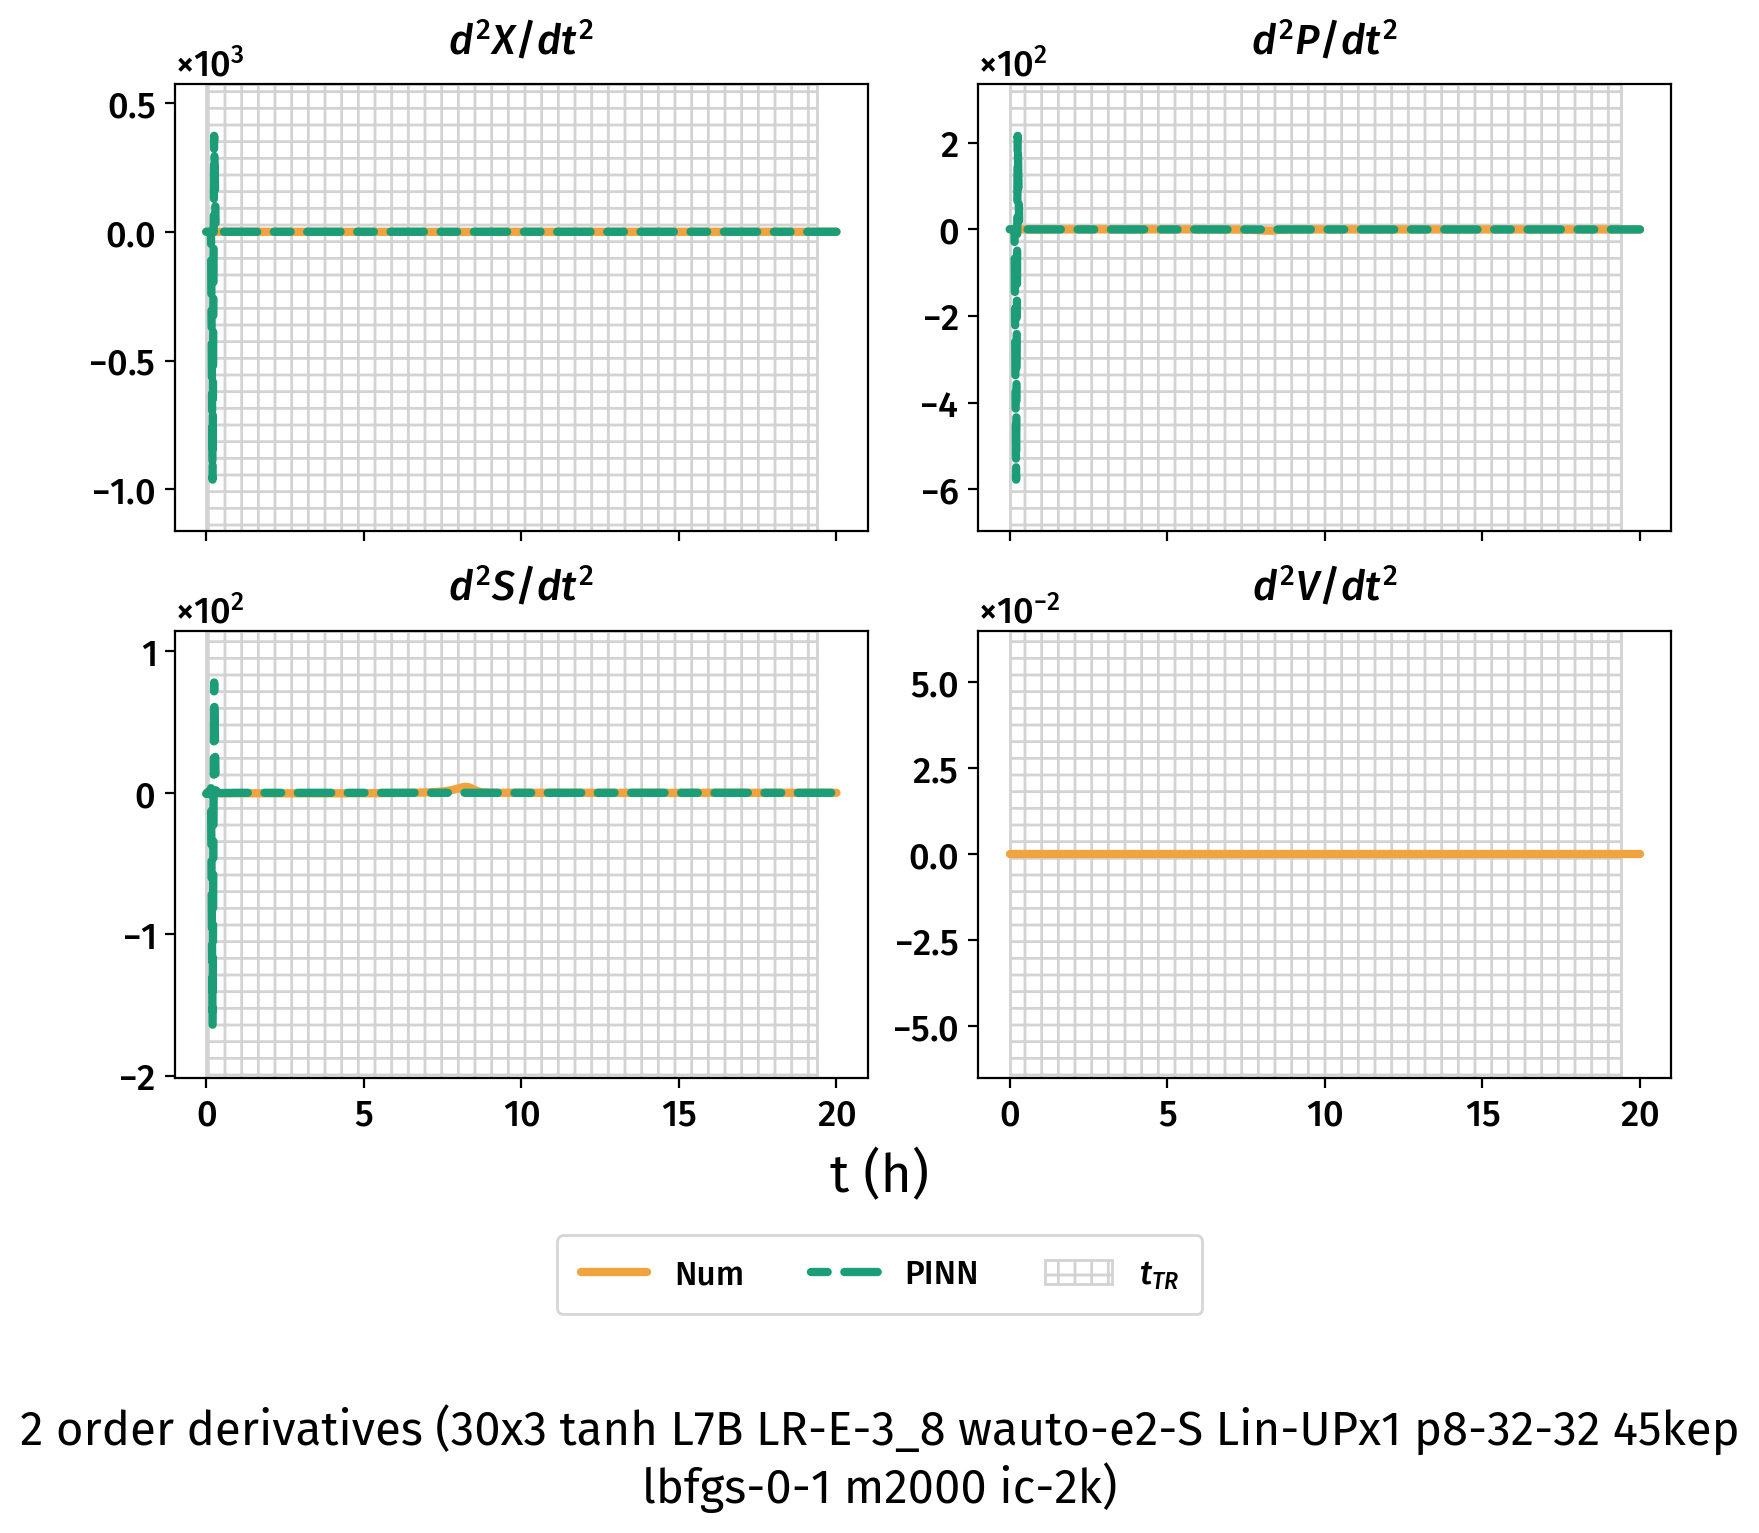 d²X/dt²
×10³
0.5
0.0
−0.5
−1.0
d²P/dt²
×10²
2
0
−2
−4
−6
d²S/dt²
×10²
1
0
−1
−2
0 5 10 15 20
d²V/dt²
×10⁻²
5.0
2.5
0.0
−2.5
−5.0
0 5 10 15 20
t (h)
Num PINN t_TR
2 order derivatives (30x3 tanh L7B LR-E-3_8 wauto-e2-S Lin-UPx1 p8-32-32 45kep
lbfgs-0-1 m2000 ic-2k)